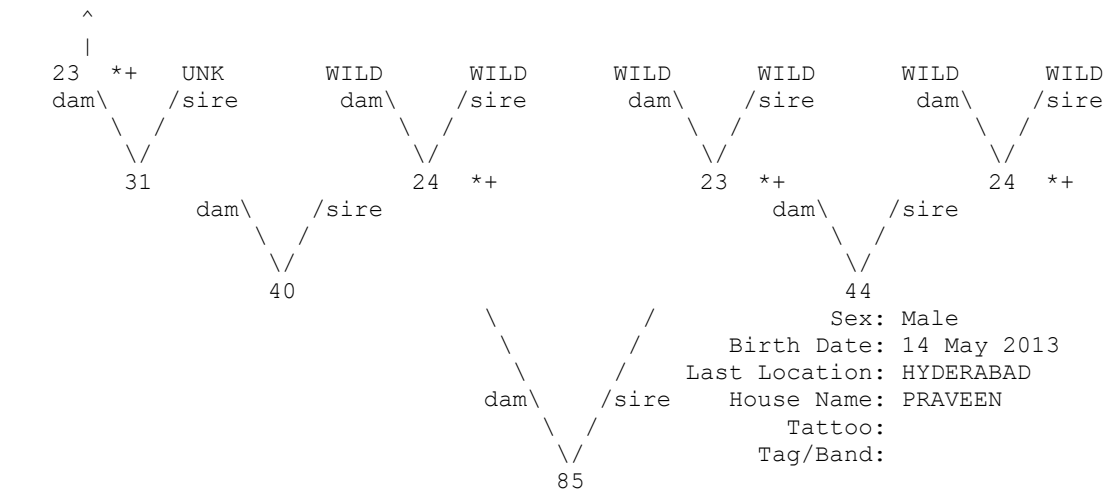 ^
|
23 *+ UNK WILD WILD WILD WILD WILD WILD
dam\ /sire dam\ /sire dam\ /sire dam\ /sire
\ / \ / \ / \ /
\/ \/ \/ \/
31 24 *+ 23 *+ 24 *+
dam\ /sire dam\ /sire
\ / \ /
\/ \/
40 44
\ / Sex: Male
\ / Birth Date: 14 May 2013
\ / Last Location: HYDERABAD
dam\ /sire House Name: PRAVEEN
\ / Tattoo:
\/ Tag/Band:
85